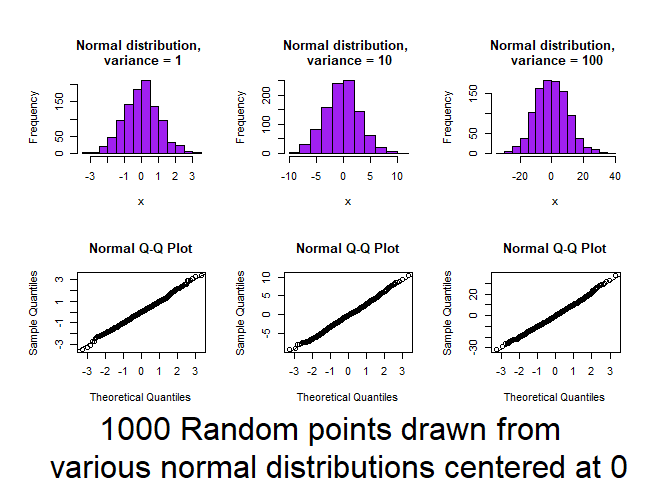 Normal distribution,
variance = 1
Frequency
0 50 150
-3 -1 0 1 2 3
x
Normal distribution,
variance = 10
Frequency
0 100 200
-10 -5 0 5 10
x
Normal distribution,
variance = 100
Frequency
0 50 150
-20 0 20 40
x
Normal Q-Q Plot
Sample Quantiles
-3 -1 1 3
-3 -2 -1 0 1 2 3
Theoretical Quantiles
Normal Q-Q Plot
Sample Quantiles
-5 0 5 10
-3 -2 -1 0 1 2 3
Theoretical Quantiles
Normal Q-Q Plot
Sample Quantiles
-30 0 20
-3 -2 -1 0 1 2 3
Theoretical Quantiles
1000 Random points drawn from
various normal distributions centered at 0